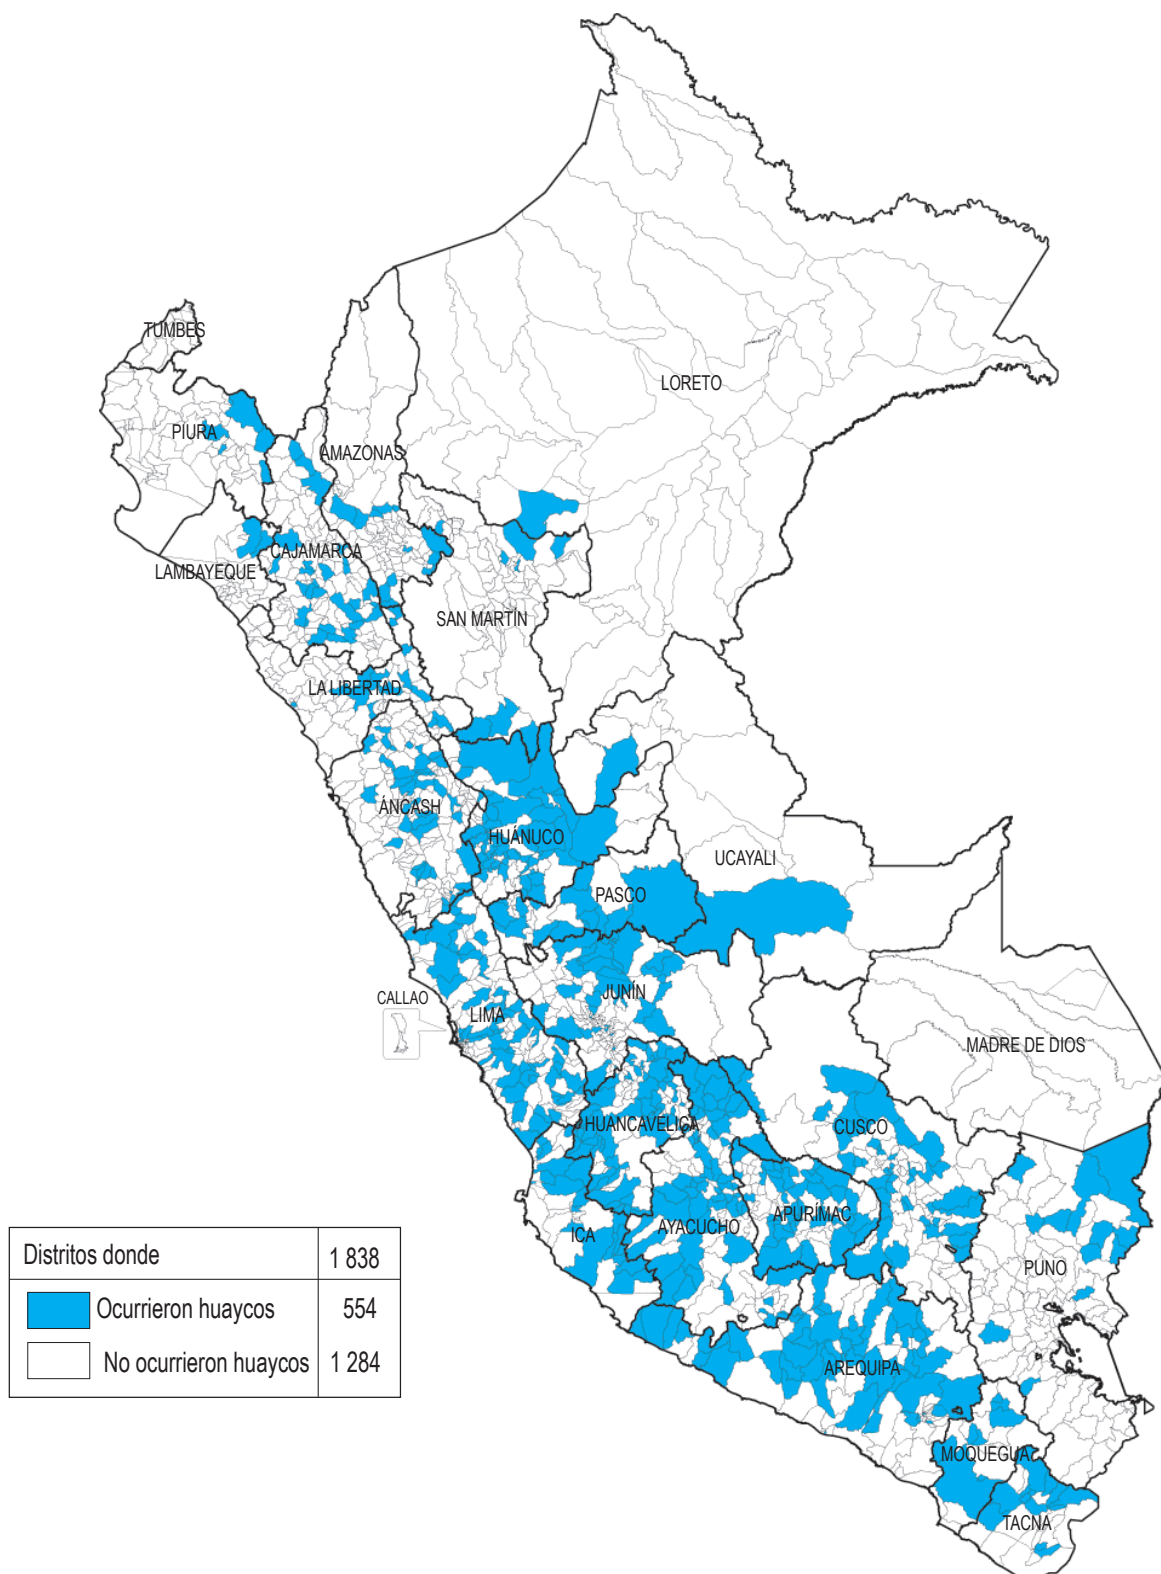 TUMBES
LORETO
PIURA
AMAZONAS
CAJAMARCA
LAMBAYEQUE
SAN MARTÍN
LA LIBERTAD
ÁNCASH
HUÁNUCO
UCAYALI
PASCO
CALLAO
JUNÍN
LIMA
MADRE DE DIOS
HUANCAVELICA
CUSCO
APURÍMAC
AYACUCHO
ICA
PUNO
AREQUIPA
MOQUEGUA
TACNA
Distritos donde 1 838
Ocurrieron huaycos 554
No ocurrieron huaycos 1 284